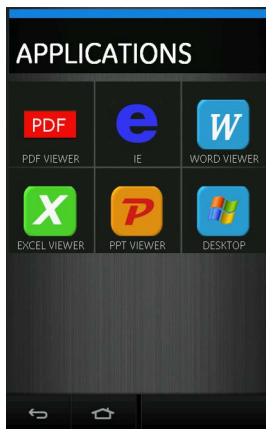 APPLICATIONS
PDF
PDF VIEWER
e
IE
W
WORD VIEWER
X
EXCEL VIEWER
P
PPT VIEWER
DESKTOP